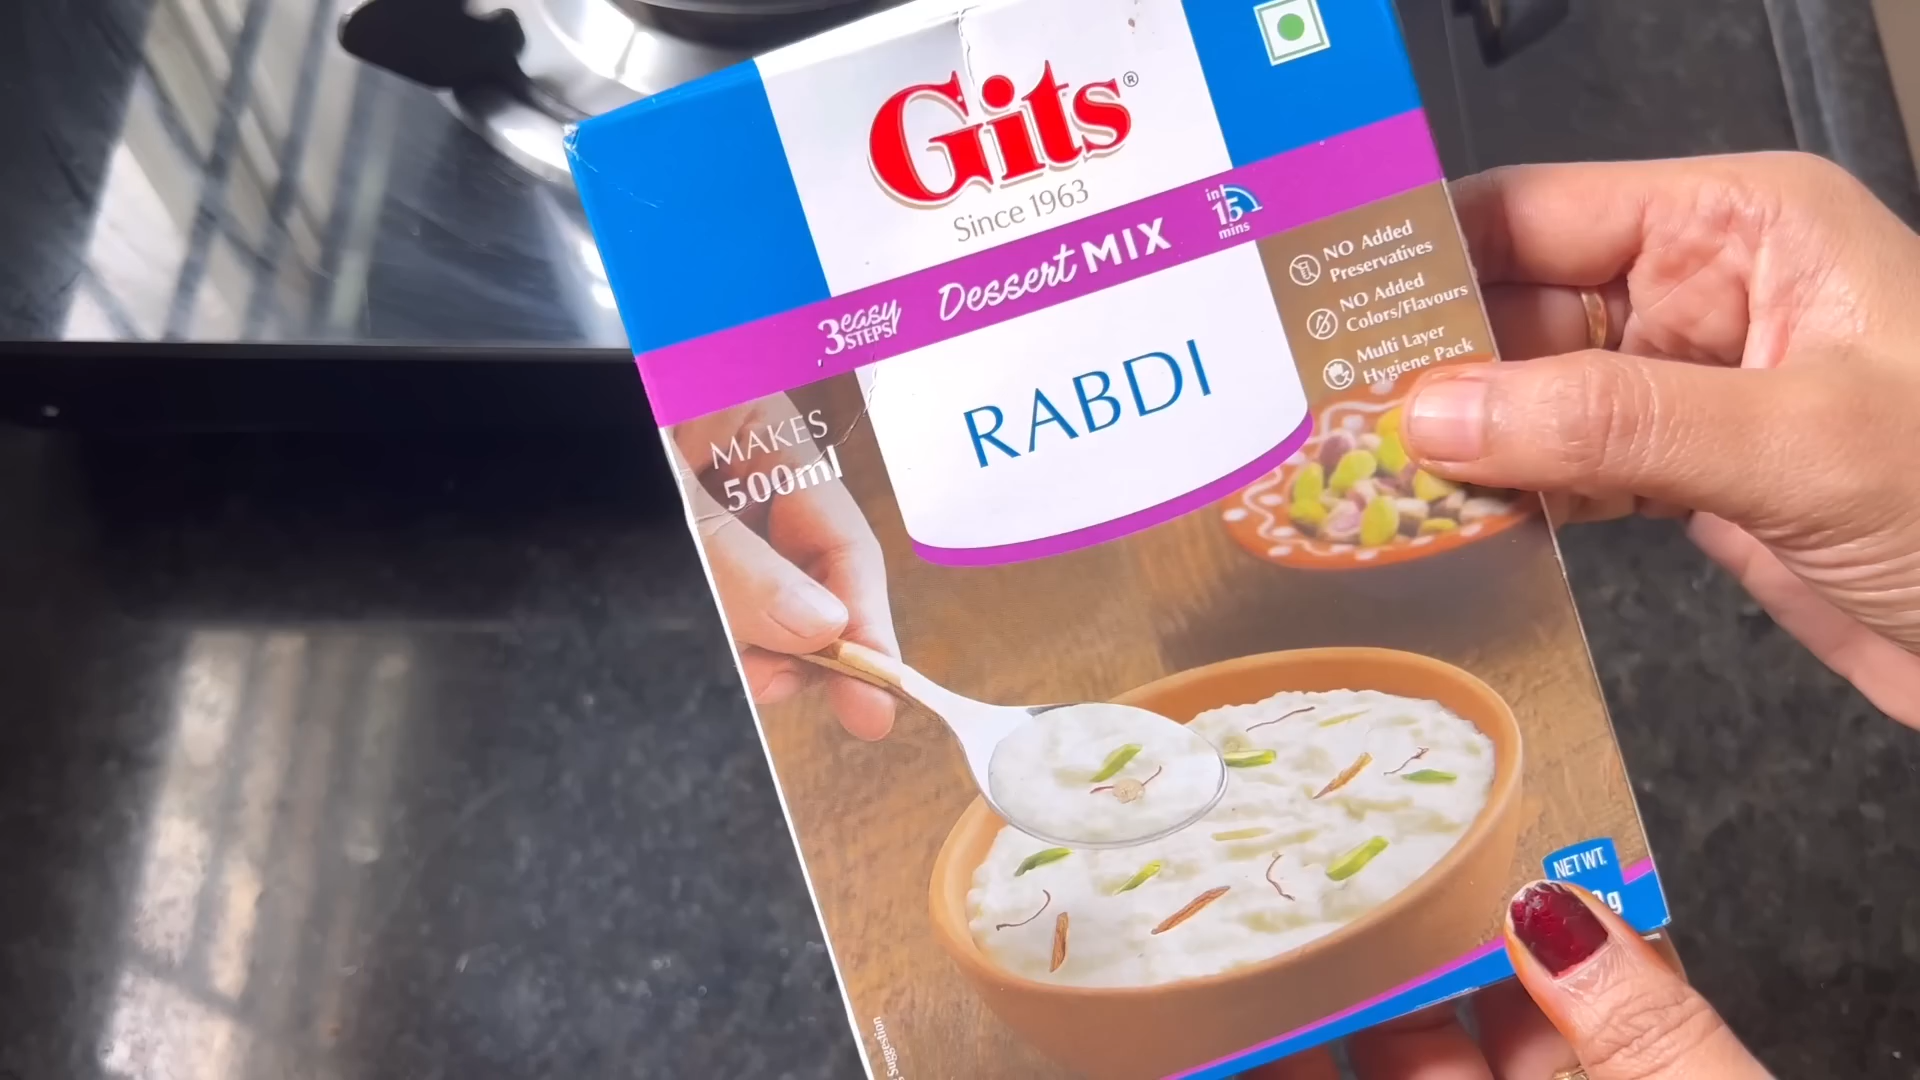 Gits®
Since 1963
3 easy STEPS!
Dessert MIX
in 15 mins
NO Added
Preservatives
NO Added
Colors/Flavours
Multi Layer
Hygiene Pack
MAKES
500ml
RABDI
NET WT.
g
Suggestion